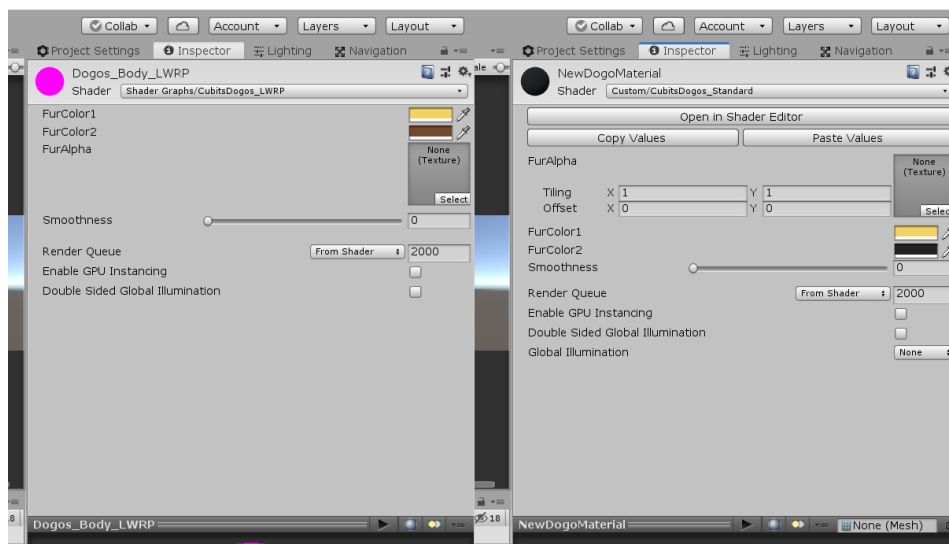 Collab Account Layers Layout
Project Settings Inspector Lighting Navigation
Dogos_Body_LWRP
Shader Shader Graphs/CubitsDogos_LWRP
FurColor1
FurColor2
FurAlpha
None
(Texture)
Select
Smoothness 0
Render Queue From Shader 2000
Enable GPU Instancing
Double Sided Global Illumination
.8 Dogos_Body_LWRP
Collab Account Layers Layout
ale Project Settings Inspector Lighting Navigation
NewDogoMaterial
Shader Custom/CubitsDogos_Standard
Open in Shader Editor
Copy Values Paste Values
FurAlpha
None
(Texture)
Tiling X 1 Y 1
Offset X 0 Y 0
Selec
FurColor1
FurColor2
Smoothness 0
Render Queue From Shader 2000
Enable GPU Instancing
Double Sided Global Illumination
Global Illumination None
18 NewDogoMaterial None (Mesh)